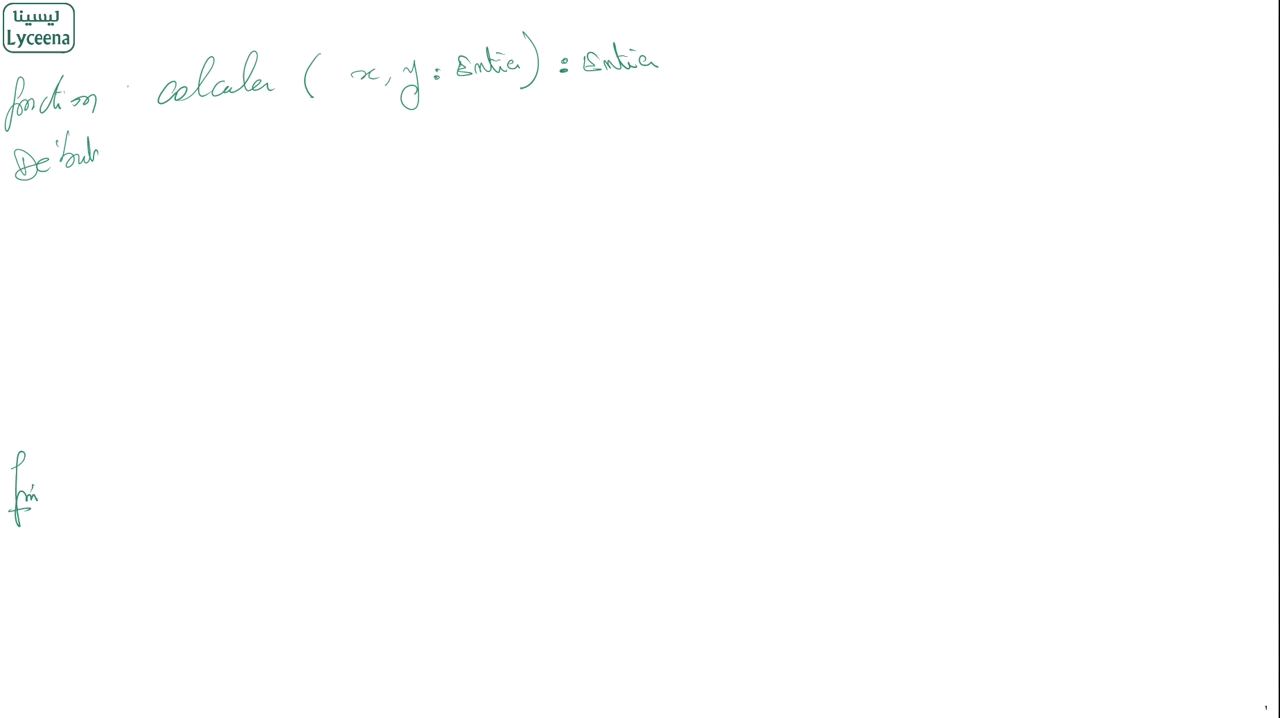 ليسينا
Lyceena
fonction calculer ( x, y : Entier ) : Entier
Début
fin